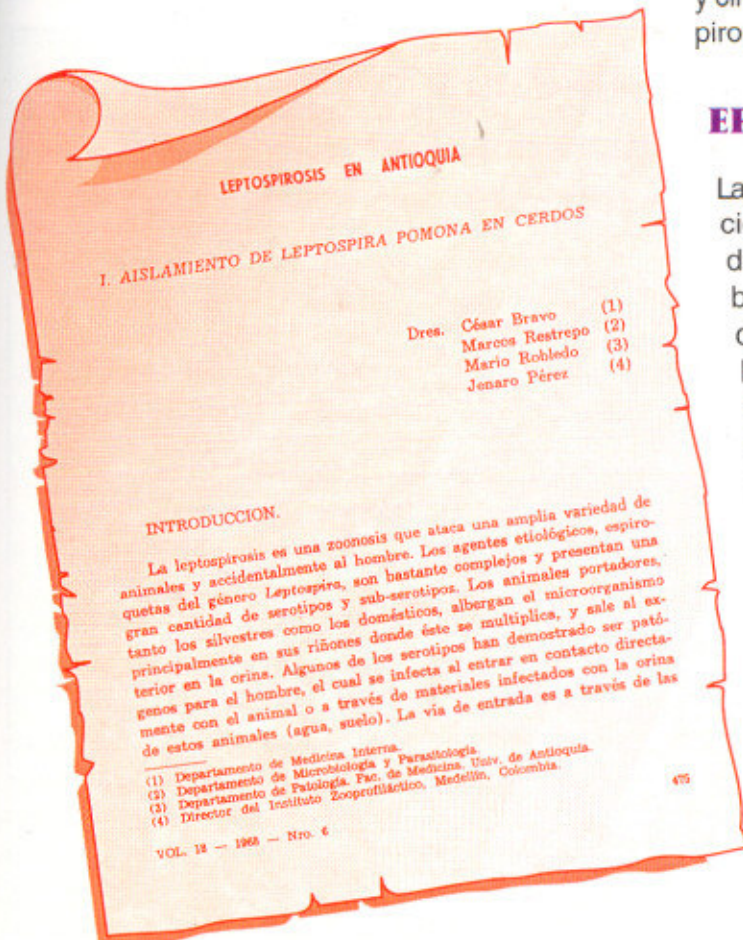 LEPTOSPIROSIS EN ANTIOQUIA
I. AISLAMIENTO DE LEPTOSPIRA POMONA EN CERDOS
Dres. César Bravo (1)
Marcos Restrepo (2)
Mario Robledo (3)
Jenaro Pérez (4)
INTRODUCCION.
La leptospirosis es una zoonosis que ataca una amplia variedad de
animales y accidentalmente al hombre. Los agentes etiológicos, espiro-
quetas del género Leptospira, son bastante complejos y presentan una
gran cantidad de serotipos y sub-serotipos. Los animales portadores,
tanto los silvestres como los domésticos, albergan el microorganismo
principalmente en sus riñones donde éste se multiplica, y sale al ex-
terior en la orina. Algunos de los serotipos han demostrado ser pató-
genos para el hombre, el cual se infecta al entrar en contacto directa-
mente con el animal o a través de materiales infectados con la orina
de estos animales (agua, suelo). La vía de entrada es a través de las
(1) Departamento de Medicina Interna.
(2) Departamento de Microbiología y Parasitología.
(3) Departamento de Patología. Fac. de Medicina. Univ. de Antioquia.
(4) Director del Instituto Zooprofiláctico, Medellín, Colombia.
475
VOL. 18 — 1968 — Nro. 6
piro
La